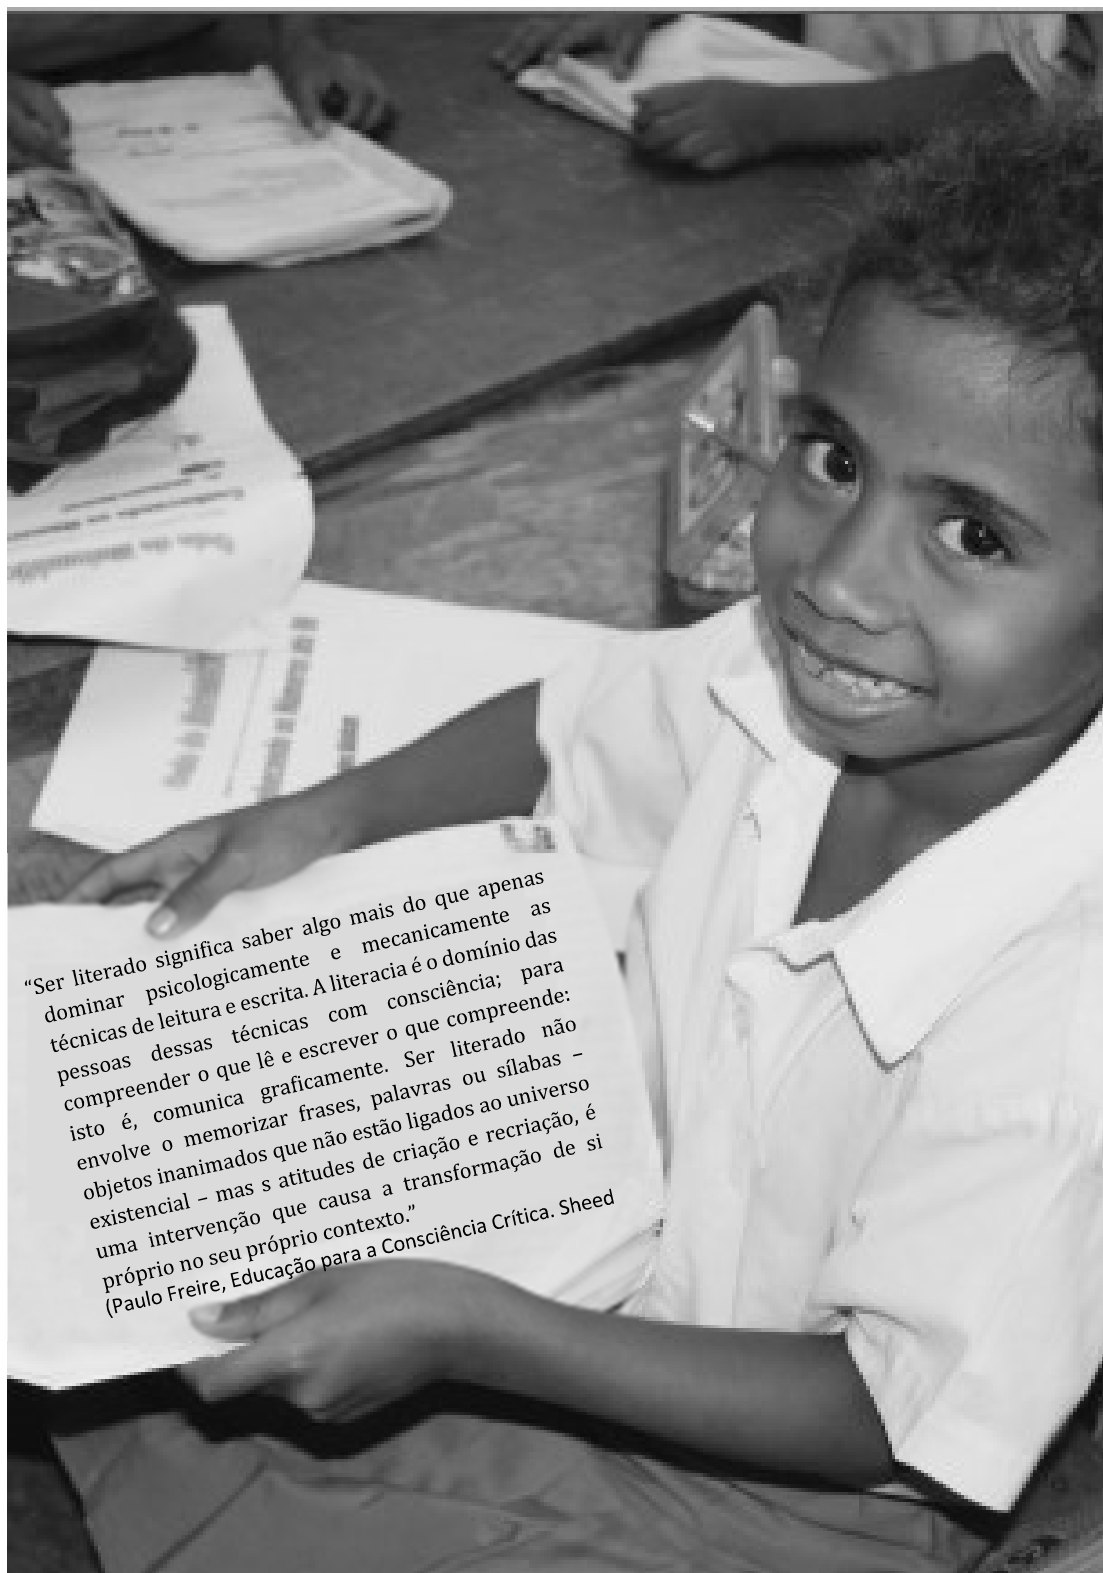 “Ser literado significa saber algo mais do que apenas
dominar psicologicamente e mecanicamente as
técnicas de leitura e escrita. A literacia é o domínio das
pessoas dessas técnicas com consciência; para
compreender o que lê e escrever o que compreende:
isto é, comunica graficamente. Ser literado não
envolve o memorizar frases, palavras ou sílabas –
objetos inanimados que não estão ligados ao universo
existencial – mas s atitudes de criação e recriação, é
uma intervenção que causa a transformação de si
próprio no seu próprio contexto.”
(Paulo Freire, Educação para a Consciência Crítica. Sheed